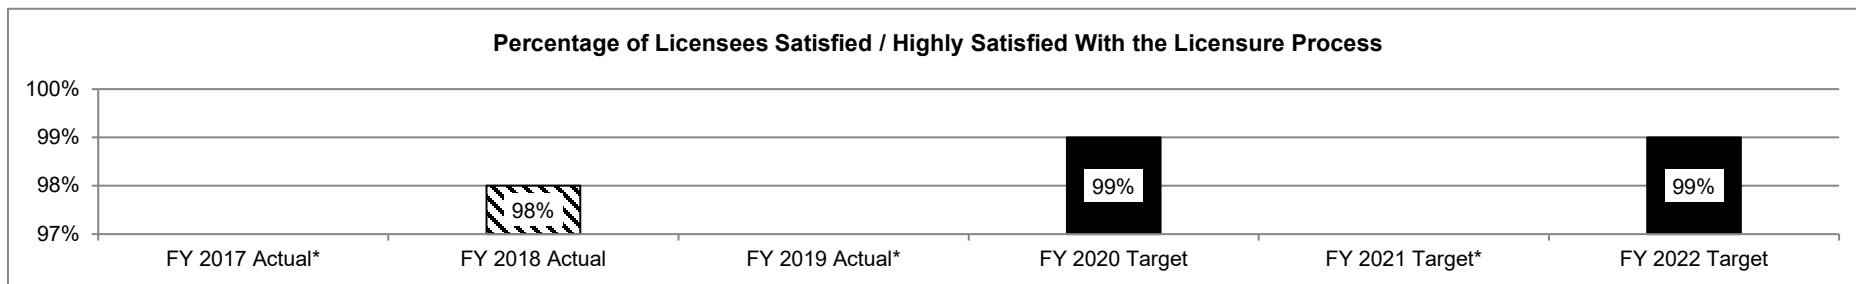 Percentage of Licensees Satisfied / Highly Satisfied With the Licensure Process
100%
99%
98%
97%
98%
99%
99%
FY 2017 Actual*
FY 2018 Actual
FY 2019 Actual*
FY 2020 Target
FY 2021 Target*
FY 2022 Target